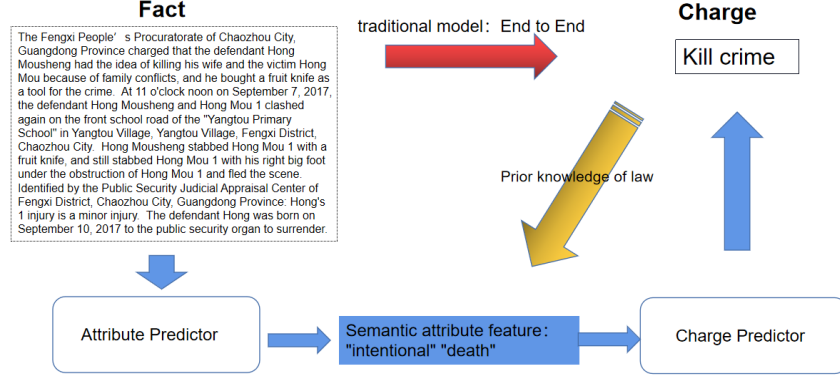 Fact
The Fengxi People' s Procuratorate of Chaozhou City,
Guangdong Province charged that the defendant Hong
Mousheng had the idea of killing his wife and the victim Hong
Mou because of family conflicts, and he bought a fruit knife as
a tool for the crime. At 11 o'clock noon on September 7, 2017,
the defendant Hong Mousheng and Hong Mou 1 clashed
again on the front school road of the "Yangtou Primary
School" in Yangtou Village, Yangtou Village, Fengxi District,
Chaozhou City. Hong Mousheng stabbed Hong Mou 1 with a
fruit knife, and still stabbed Hong Mou 1 with his right big foot
under the obstruction of Hong Mou 1 and fled the scene.
Identified by the Public Security Judicial Appraisal Center of
Fengxi District, Chaozhou City, Guangdong Province: Hong's
1 injury is a minor injury. The defendant Hong was born on
September 10, 2017 to the public security organ to surrender.
traditional model: End to End
Charge
Kill crime
Prior knowledge of law
Attribute Predictor
Semantic attribute feature:
"intentional" "death"
Charge Predictor